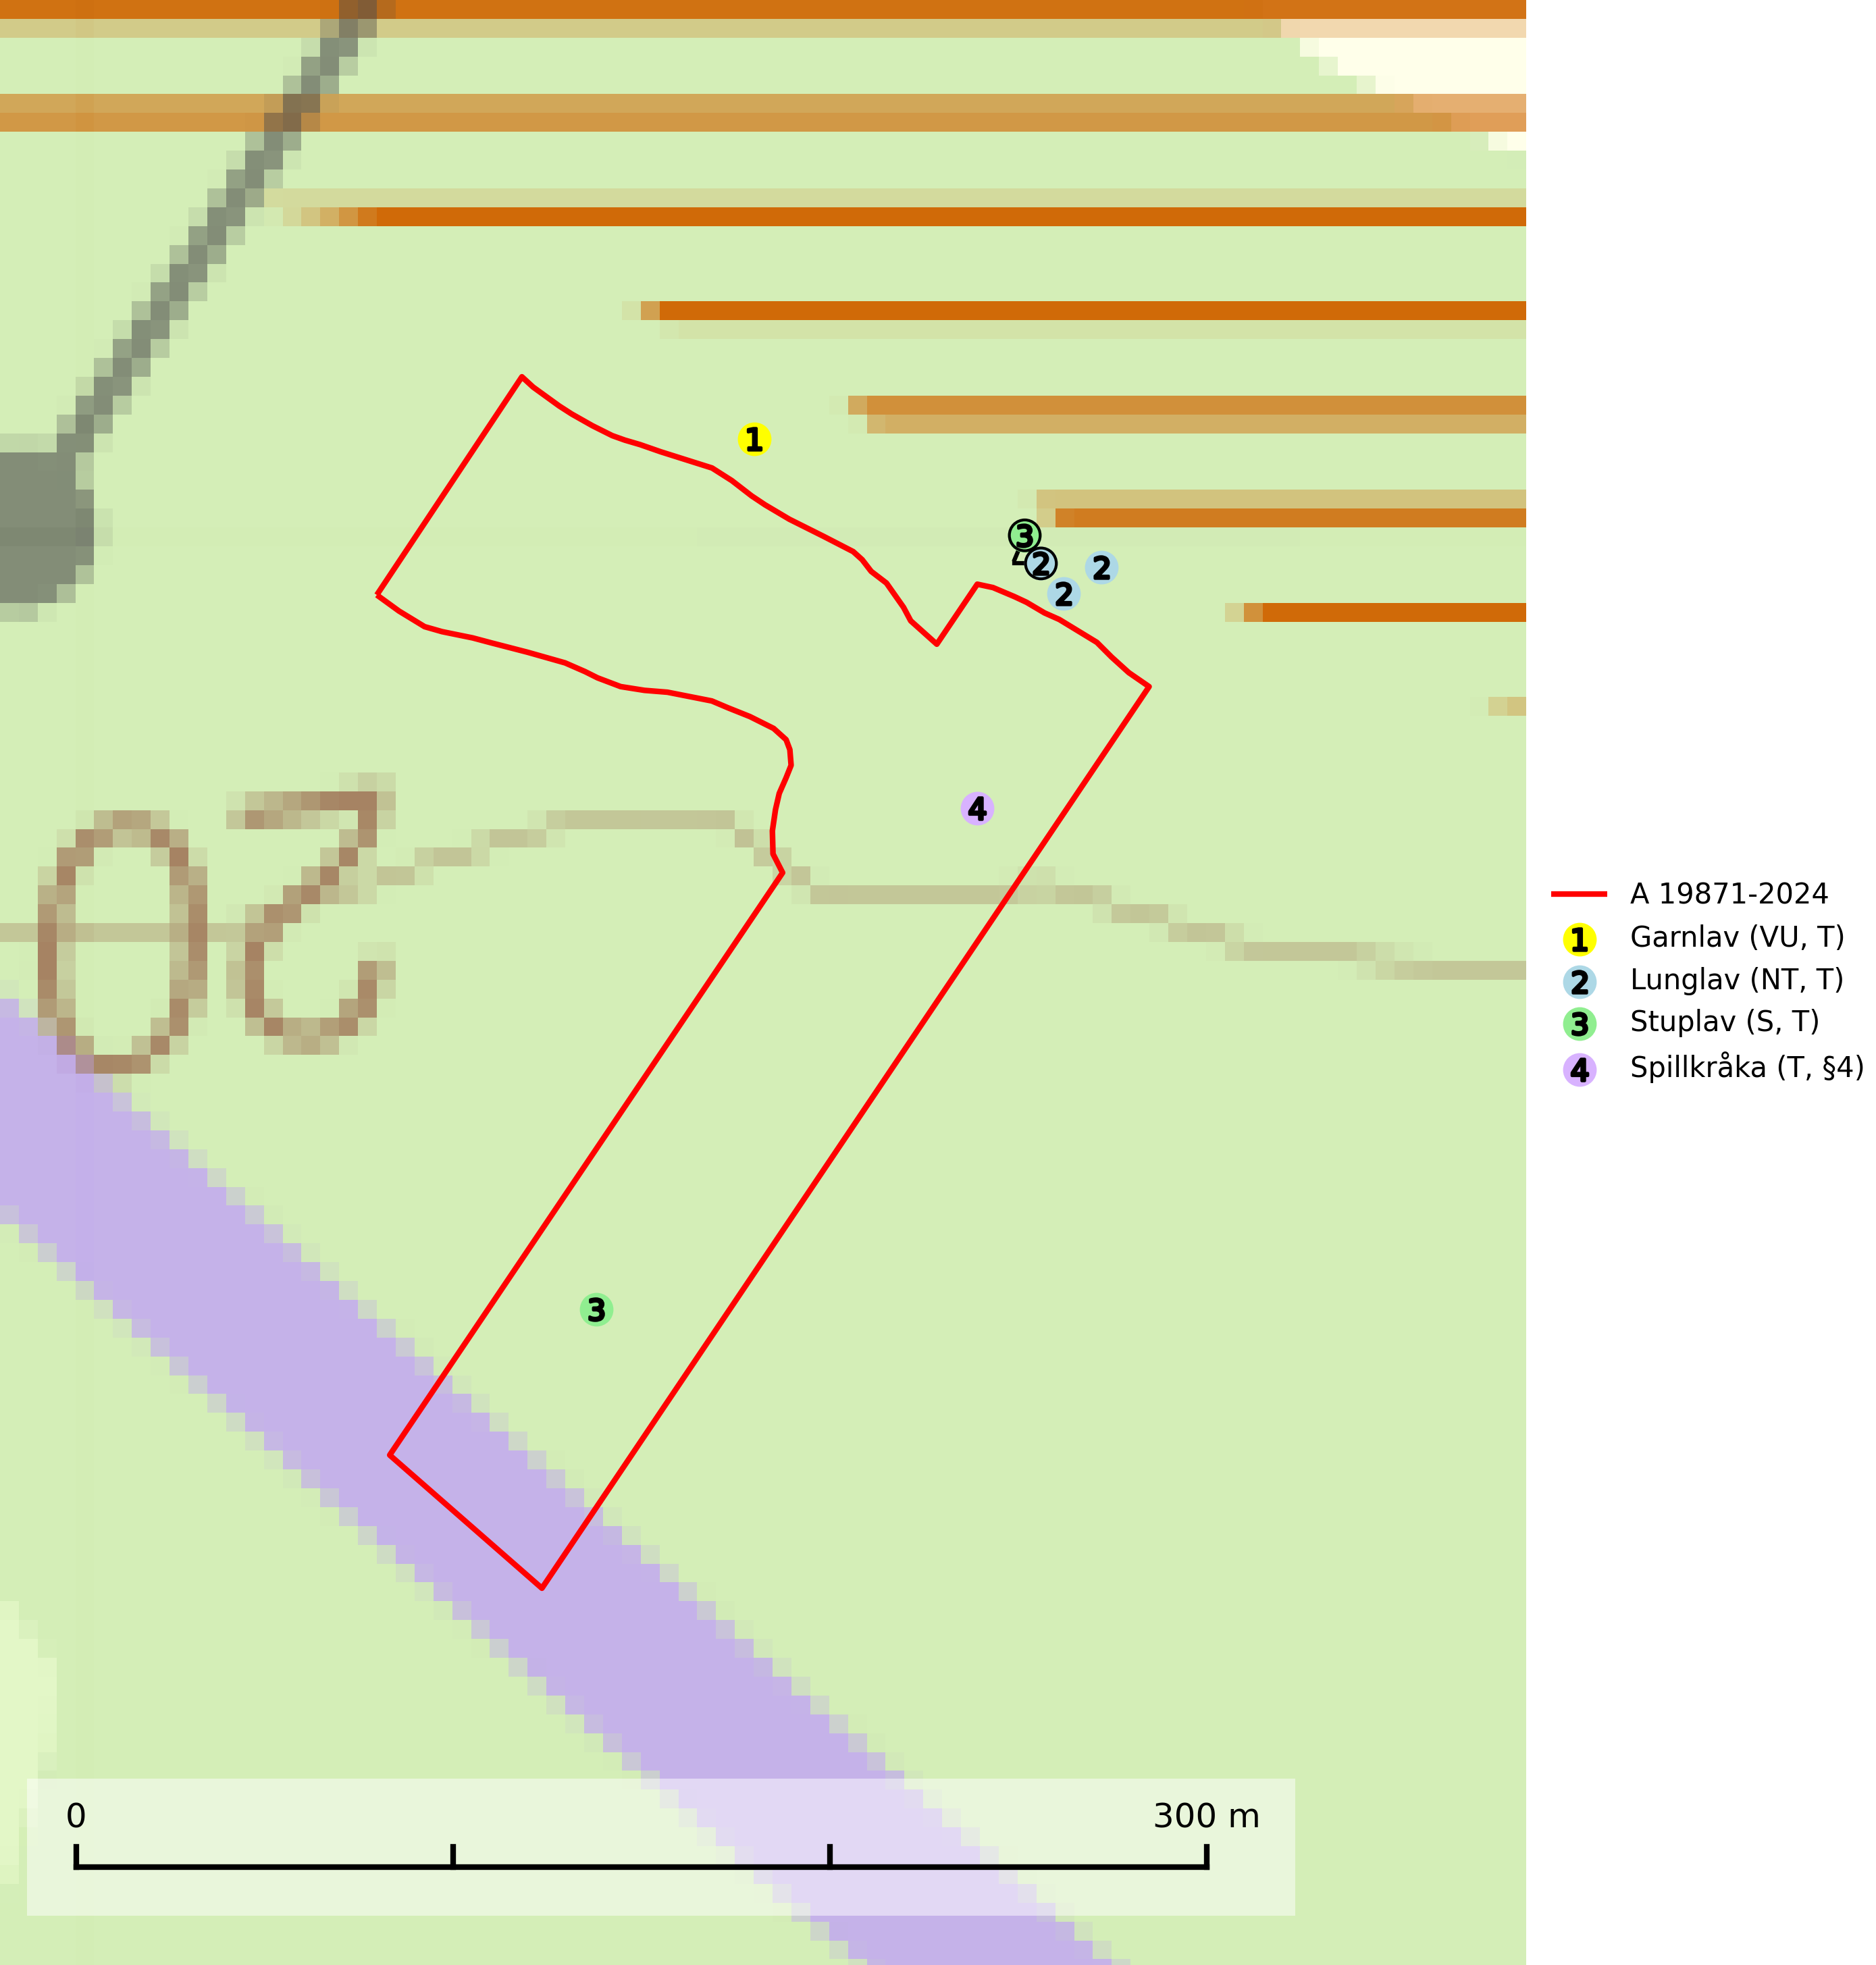 1
3
2
2
2
4
02
3
0 300 m
A 19871-2024
1 Garnlav (VU, T)
2 Lunglav (NT, T)
3 Stuplav (S, T)
4 Spillkråka (T, §4)